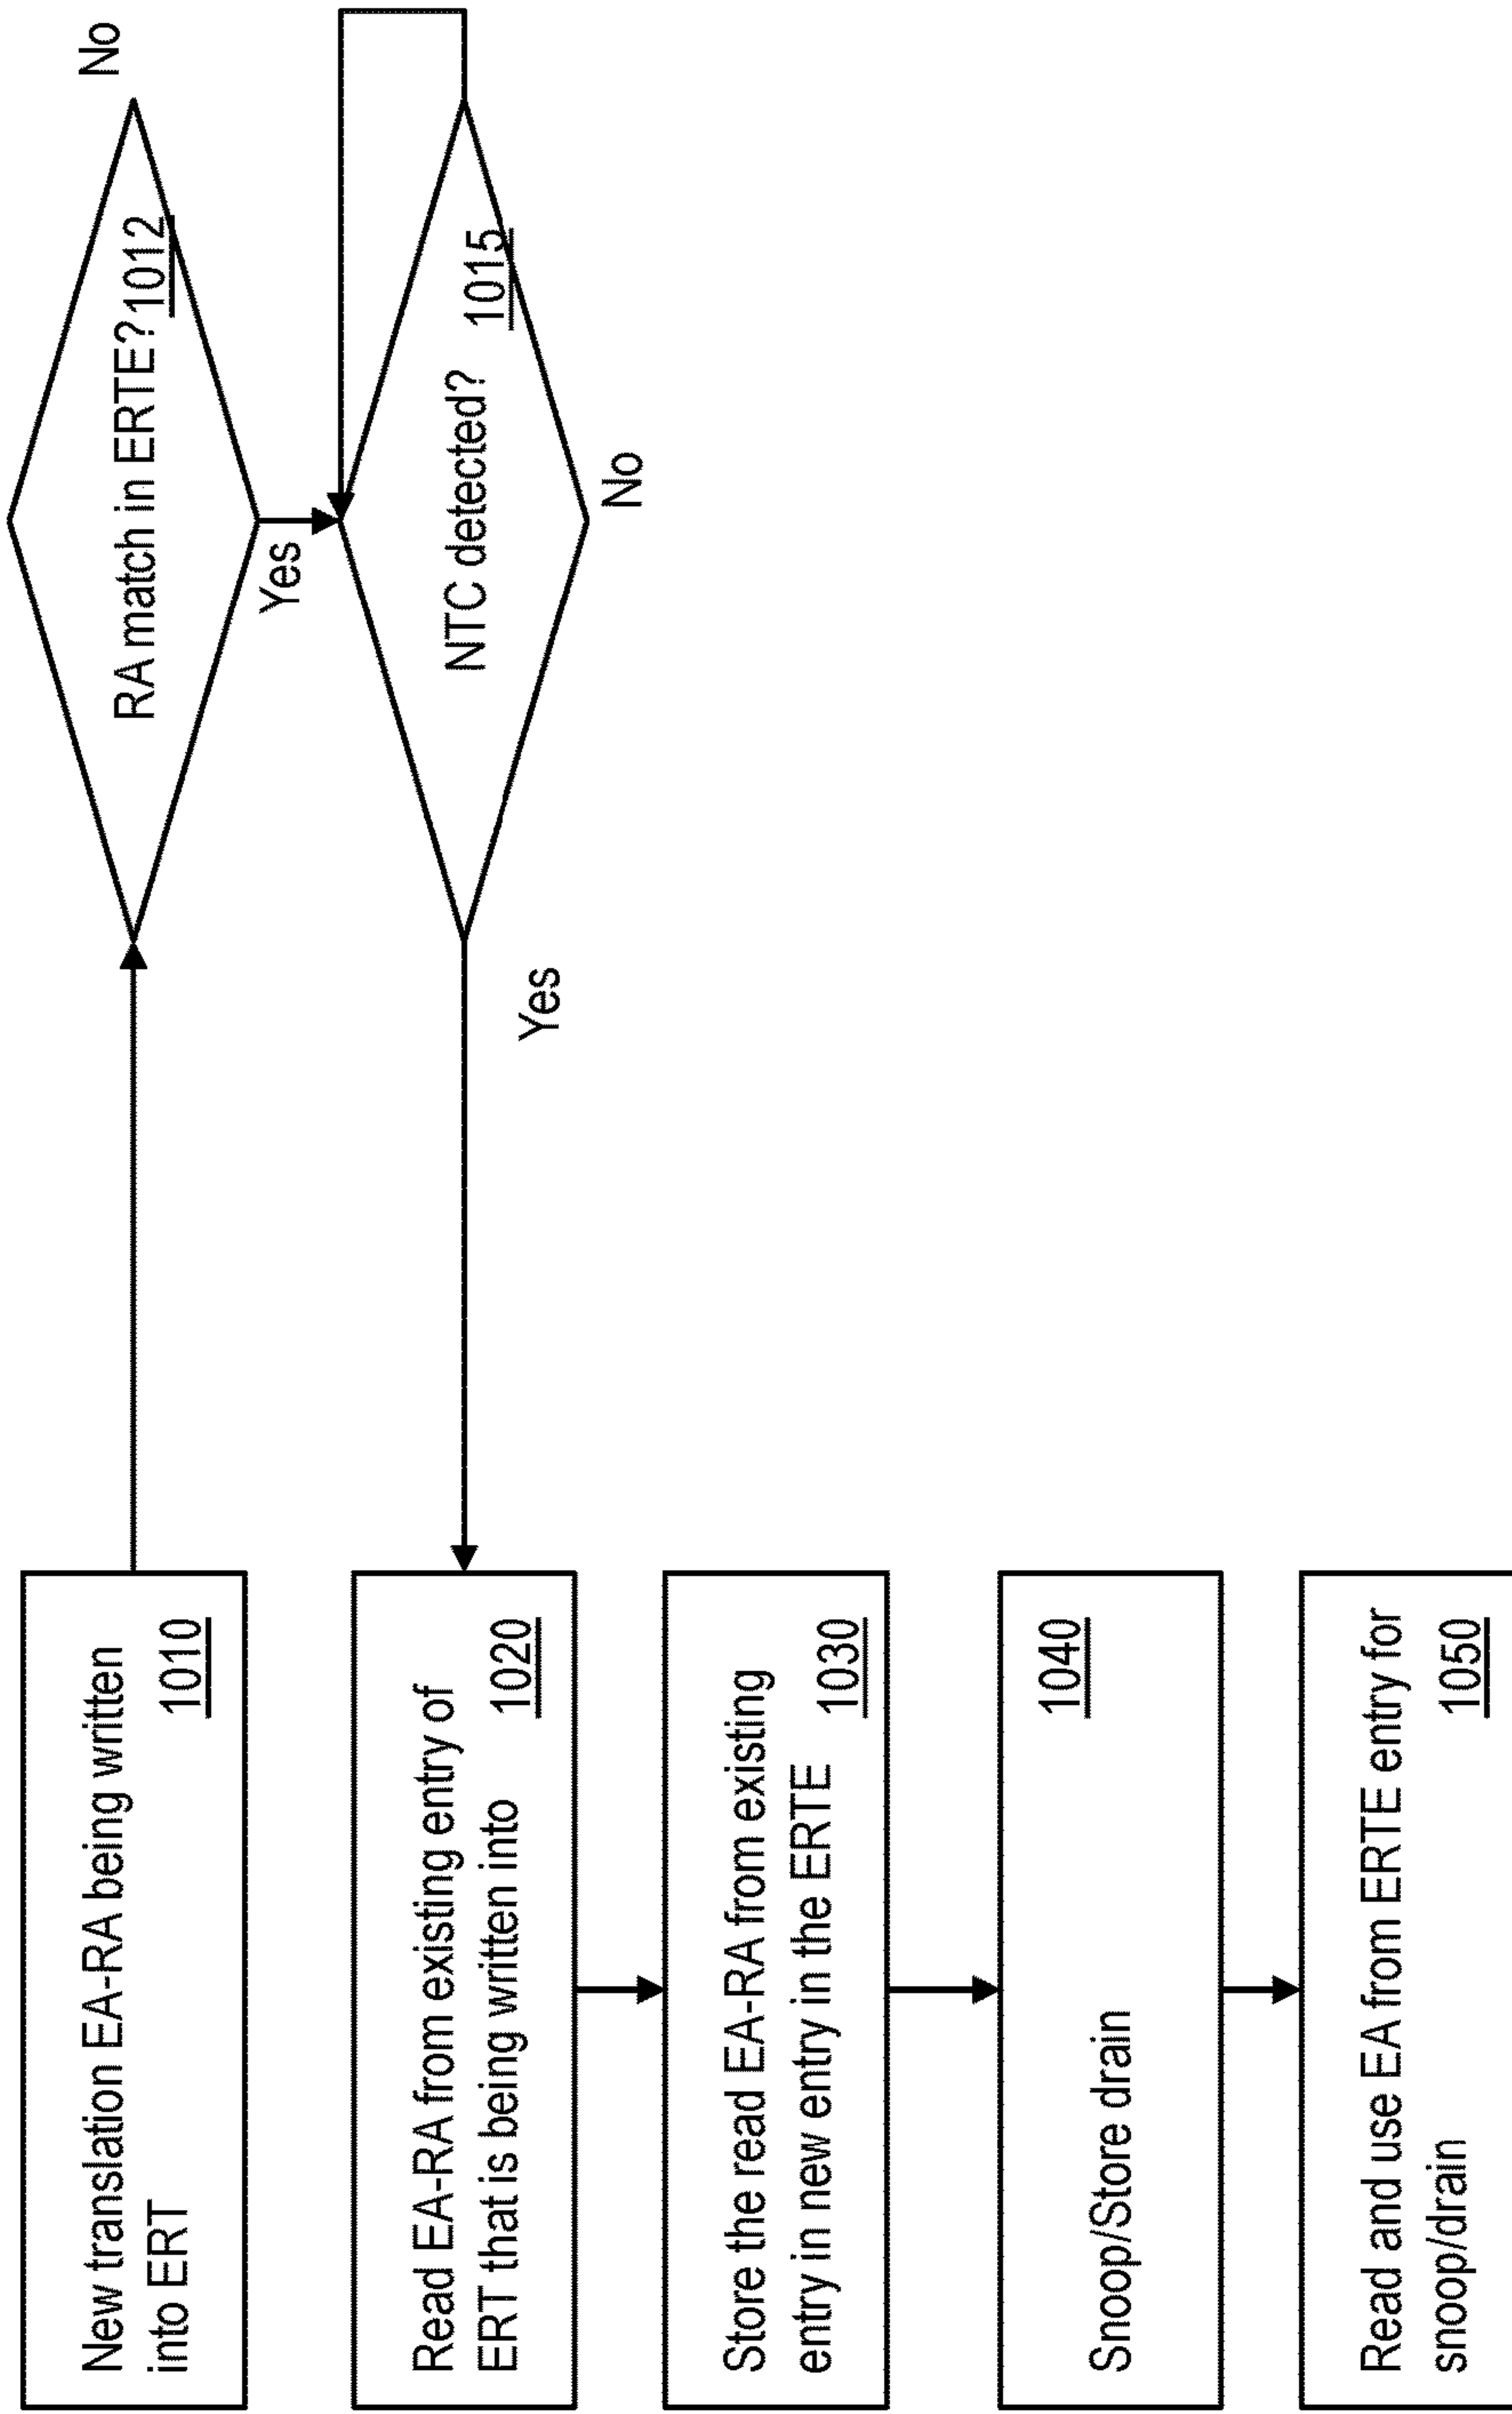 New translation EA-RA being written
into ERT
1010
RA match in ERTE?
1012
No
Yes
NTC detected?
1015
No
Yes
Read EA-RA from existing entry of
ERT that is being written into
1020
Store the read EA-RA from existing
entry in new entry in the ERTE
1030
Snoop/Store drain
1040
Read and use EA from ERTE entry for
snoop/drain
1050